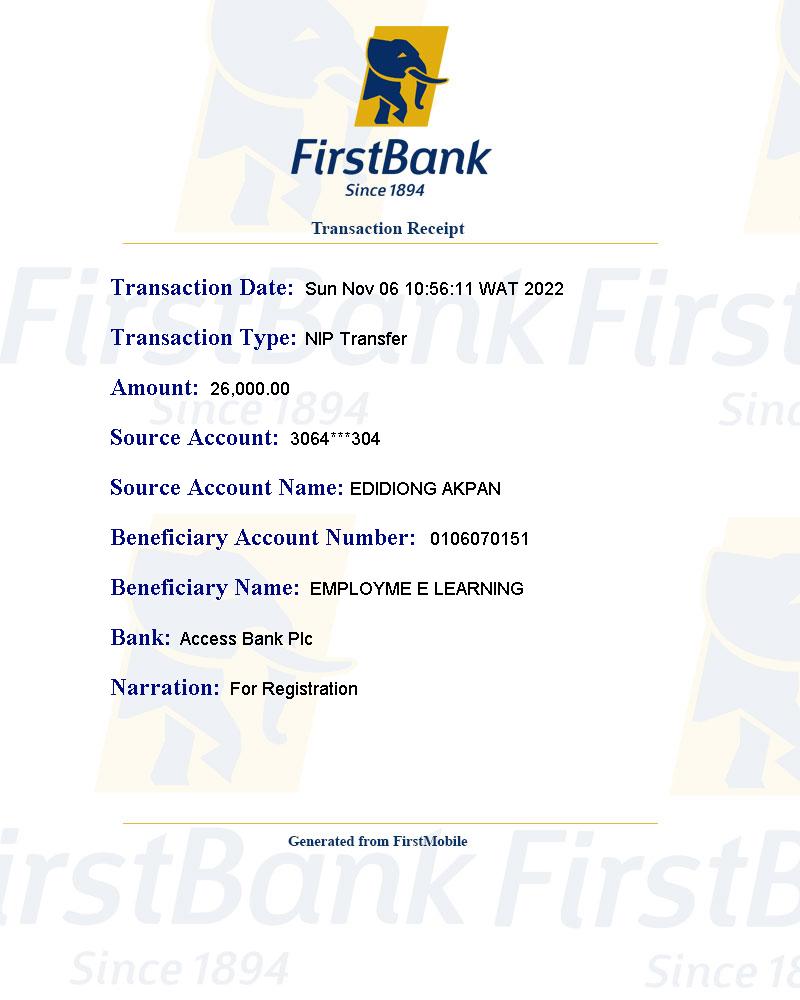 FirstBank
Since 1894
Transaction Receipt
Transaction Date: Sun Nov 06 10:56:11 WAT 2022
Transaction Type: NIP Transfer
Amount: 26,000.00
Source Account: 3064***304
Source Account Name: EDIDIONG AKPAN
Beneficiary Account Number: 0106070151
Beneficiary Name: EMPLOYME E LEARNING
Bank: Access Bank Plc
Narration: For Registration
Generated from FirstMobile